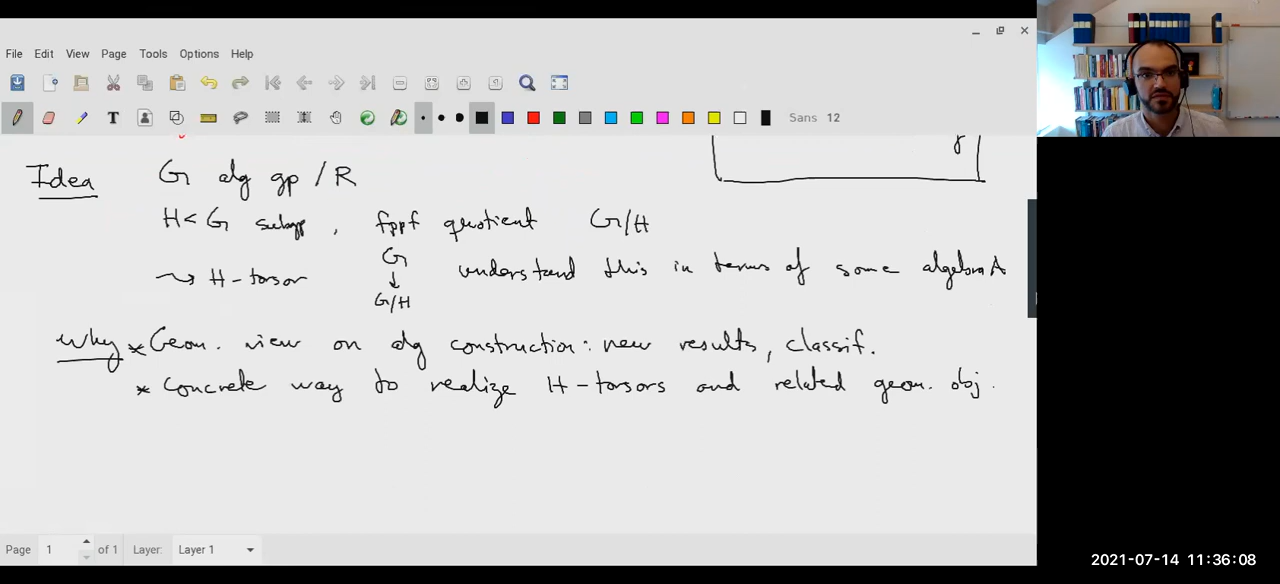 File Edit View Page Tools Options Help
Sans 12
Idea G alg gp / R
H < G subgp, fppf quotient G/H
G
⤳ H-torsor ↓ understand this in terms of some algebra A
G/H
Why * Geom. view on alg construction: new results, classif.
* Concrete way to realize H-torsors and related geom. obj.
Page 1 of 1 Layer: Layer 1
2021-07-14 11:36:08